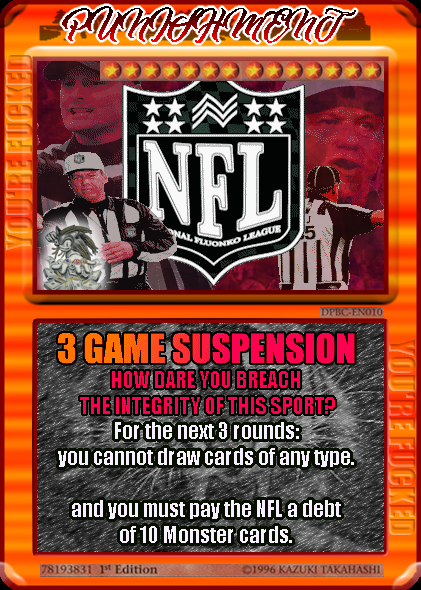 PUNISHMENT
YOU'RE FUCKED
NFL
NAL FLUONKO LEAGUE
5
DPBC-EN010
3 GAME SUSPENSION
HOW DARE YOU BREACH
THE INTEGRITY OF THIS SPORT?
For the next 3 rounds:
you cannot draw cards of any type.
and you must pay the NFL a debt
of 10 Monster cards.
YOU'RE FUCKED
78193831 1st Edition
©1996 KAZUKI TAKAHASHI